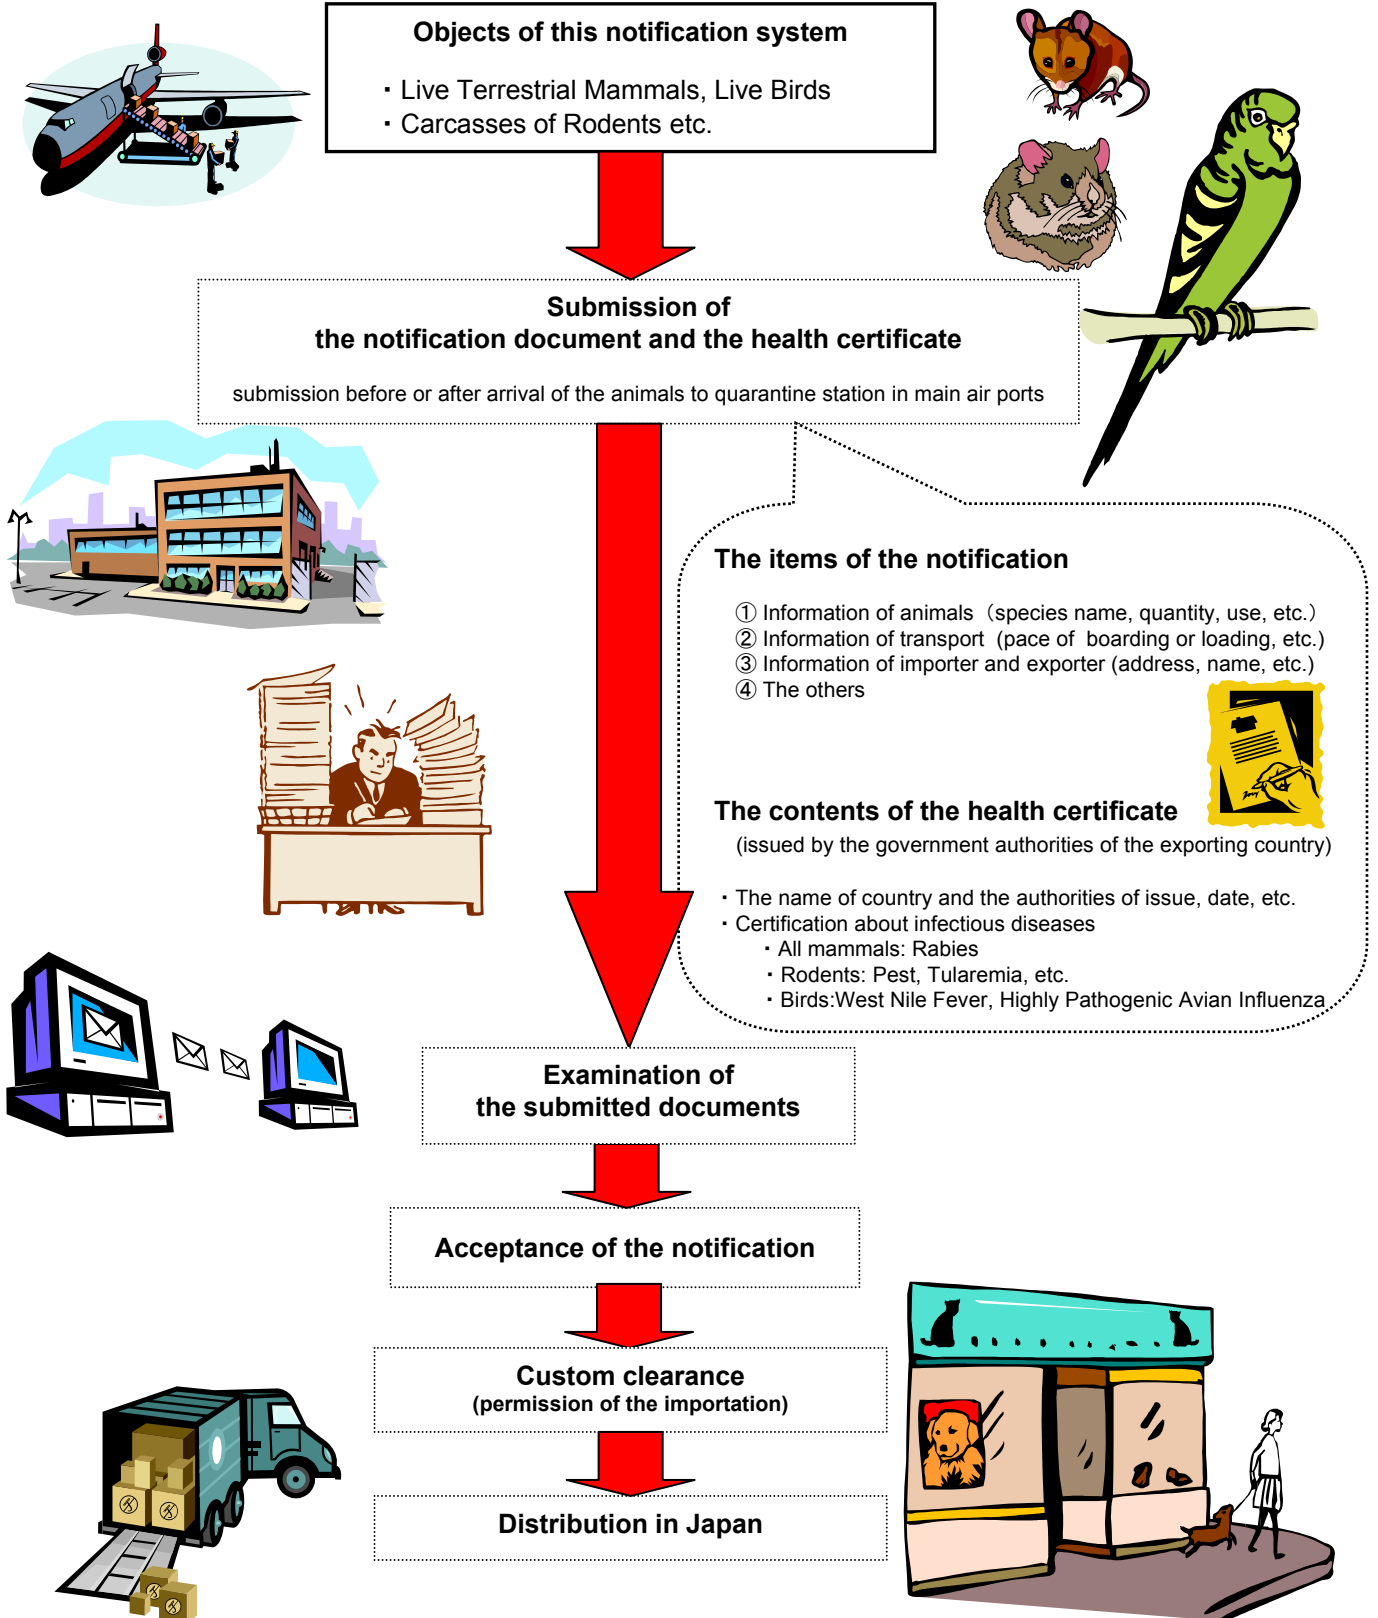 Objects of this notification system
・Live Terrestrial Mammals, Live Birds
・Carcasses of Rodents etc.
Submission of
the notification document and the health certificate
submission before or after arrival of the animals to quarantine station in main air ports
The items of the notification
① Information of animals（species name, quantity, use, etc.）
② Information of transport (pace of boarding or loading, etc.)
③ Information of importer and exporter (address, name, etc.)
④ The others
The contents of the health certificate
(issued by the government authorities of the exporting country)
・The name of country and the authorities of issue, date, etc.
・Certification about infectious diseases
・All mammals: Rabies
・Rodents: Pest, Tularemia, etc.
・Birds:West Nile Fever, Highly Pathogenic Avian Influenza
Examination of
the submitted documents
Acceptance of the notification
Custom clearance
(permission of the importation)
Distribution in Japan